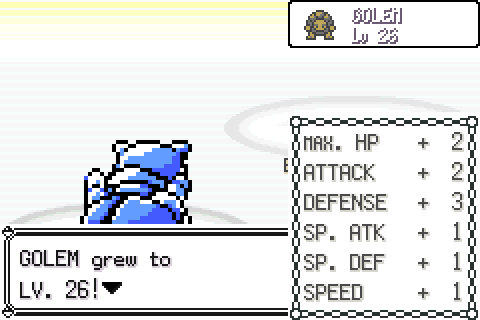 GOLEM
Lv 26
MAX. HP + 2
ATTACK + 2
DEFENSE + 3
SP. ATK + 1
SP. DEF + 1
SPEED + 1
GOLEM grew to
LV. 26!